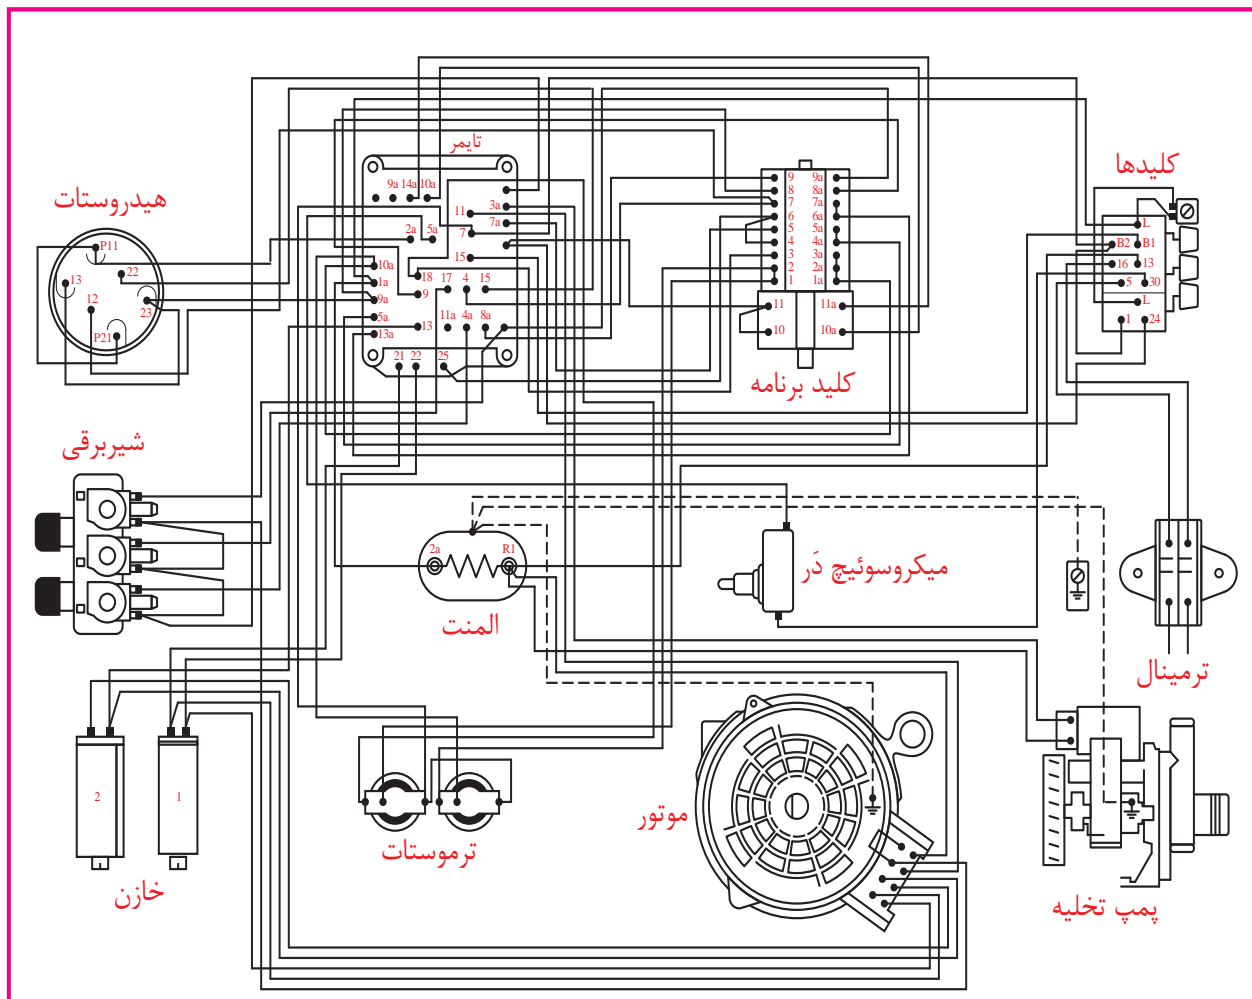 تایمر
9a 14a 10a
3a
11
7a
7
2a 5a
15
10a
18 17 4 15
1a
9
9a
5a
13 11a 4a 8a
13a
21 22 25
هیدروستات
P11
22
13
12
23
P21
9 9a
8 8a
7 7a
6 6a
5 5a
4 4a
3 3a
2 2a
1 1a
11 11a
10 10a
کلید برنامه
کلیدها
L
B2 B1
16 13
5 30
L
1 24
شیربرقی
2a R1
المنت
میکروسوئیچ دَر
ترمینال
2 1
خازن
ترموستات
موتور
پمپ تخلیه